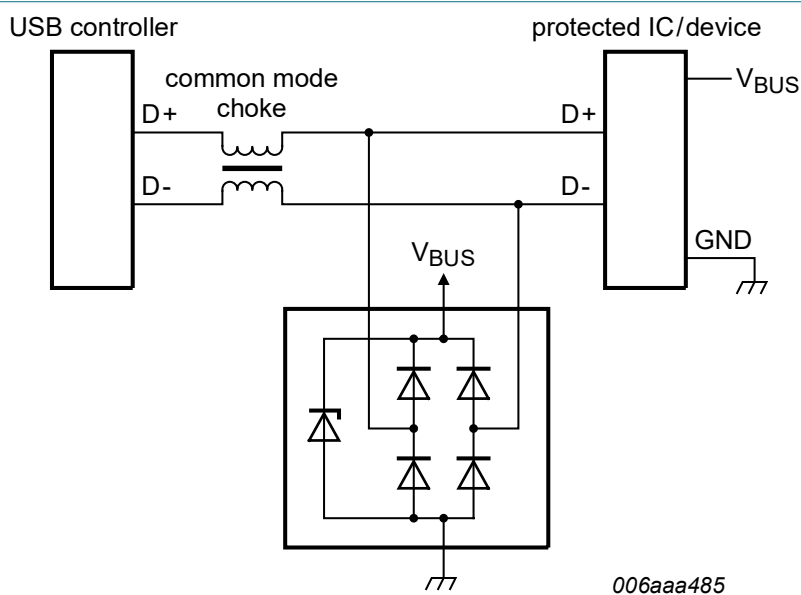 USB controller
protected IC/device
common mode
choke
VBUS
D+
D+
D-
D-
GND
VBUS
006aaa485